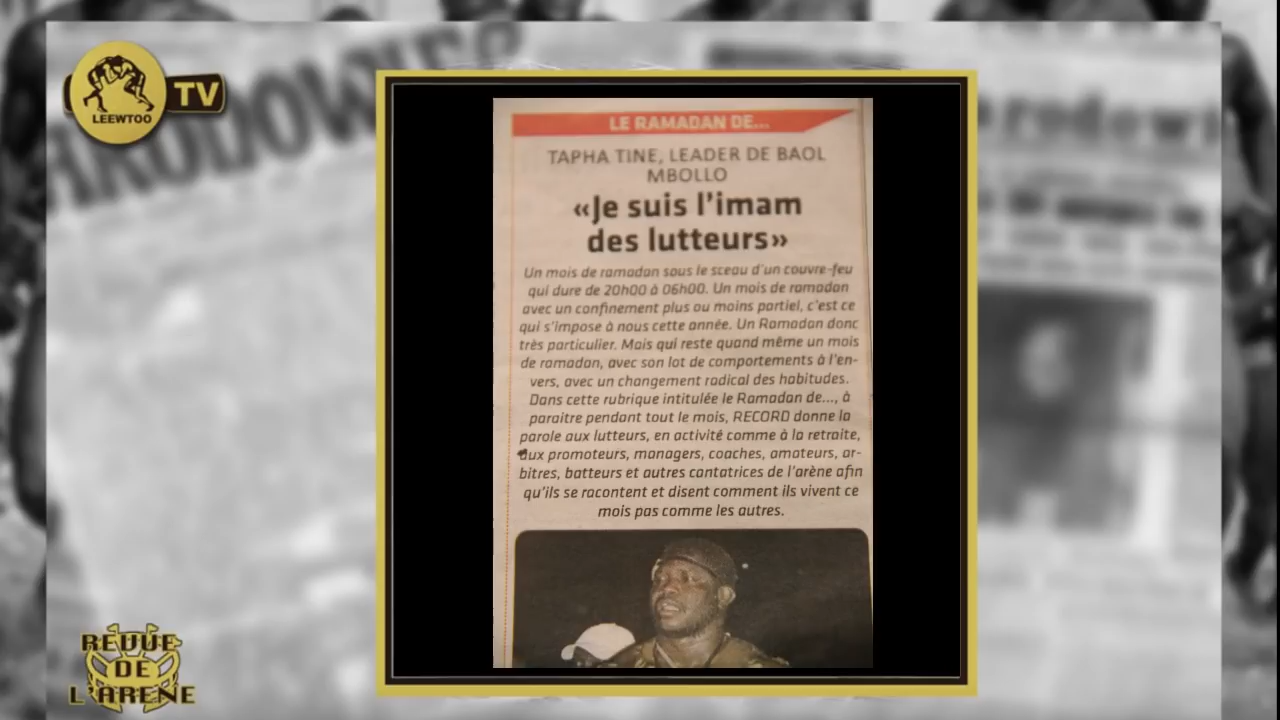 LEEWTOO
TV
LE RAMADAN DE...
TAPHA TINE, LEADER DE BAOL
MBOLLO
«Je suis l'imam
des lutteurs»
Un mois de ramadan sous le sceau d'un couvre-feu
qui dure de 20h00 à 06h00. Un mois de ramadan
avec un confinement plus ou moins partiel, c'est ce
qui s'impose à nous cette année. Un Ramadan donc
très particulier. Mais qui reste quand même un mois
de ramadan, avec son lot de comportements à l'en-
vers, avec un changement radical des habitudes.
Dans cette rubrique intitulée le Ramadan de..., à
paraitre pendant tout le mois, RECORD donne la
parole aux lutteurs, en activité comme à la retraite,
aux promoteurs, managers, coaches, amateurs, ar-
bitres, batteurs et autres cantatrices de l'arène afin
qu'ils se racontent et disent comment ils vivent ce
mois pas comme les autres.
REVUE
DE
L'ARENE